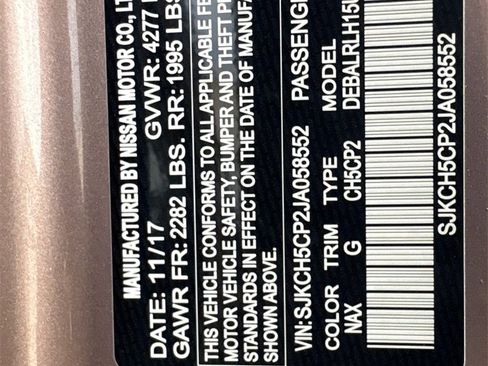 MANUFACTURED BY NISSAN MOTOR CO., LT
DATE: 11/17 GVWR: 4277
GAWR FR: 2282 LBS. RR: 1995 LBS
THIS VEHICLE CONFORMS TO ALL APPLICABLE FE
MOTOR VEHICLE SAFETY, BUMPER AND THEFT P
STANDARDS IN EFFECT ON THE DATE OF MANUFA
SHOWN ABOVE.
VIN: SJKCH5CP2JA058552 PASSENG
COLOR TRIM TYPE MODEL
NAX G CH5CP2 DEBALRLH15
SJKCH5CP2JA058552